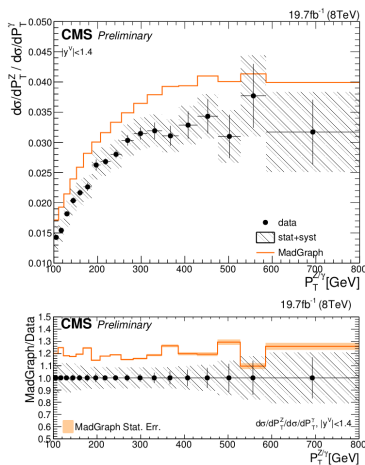 19.7fb⁻¹ (8TeV)
CMS Preliminary
|y^V|<1.4
dσ/dP_T^Z / dσ/dP_T^γ
0.050
0.045
0.040
0.035
0.030
0.025
0.020
0.015
0.010
data
stat+syst
MadGraph
100 200 300 400 500 600 700 800
P_T^{Z/γ}[GeV]
19.7fb⁻¹ (8TeV)
CMS Preliminary
MadGraph/Data
1.5
1.4
1.3
1.2
1.1
1.0
0.9
0.8
0.7
0.6
0.5
MadGraph Stat. Err.
dσ/dP_T^Z/dσ/dP_T^γ, |y^V|<1.4
100 200 300 400 500 600 700 800
P_T^{Z/γ}[GeV]